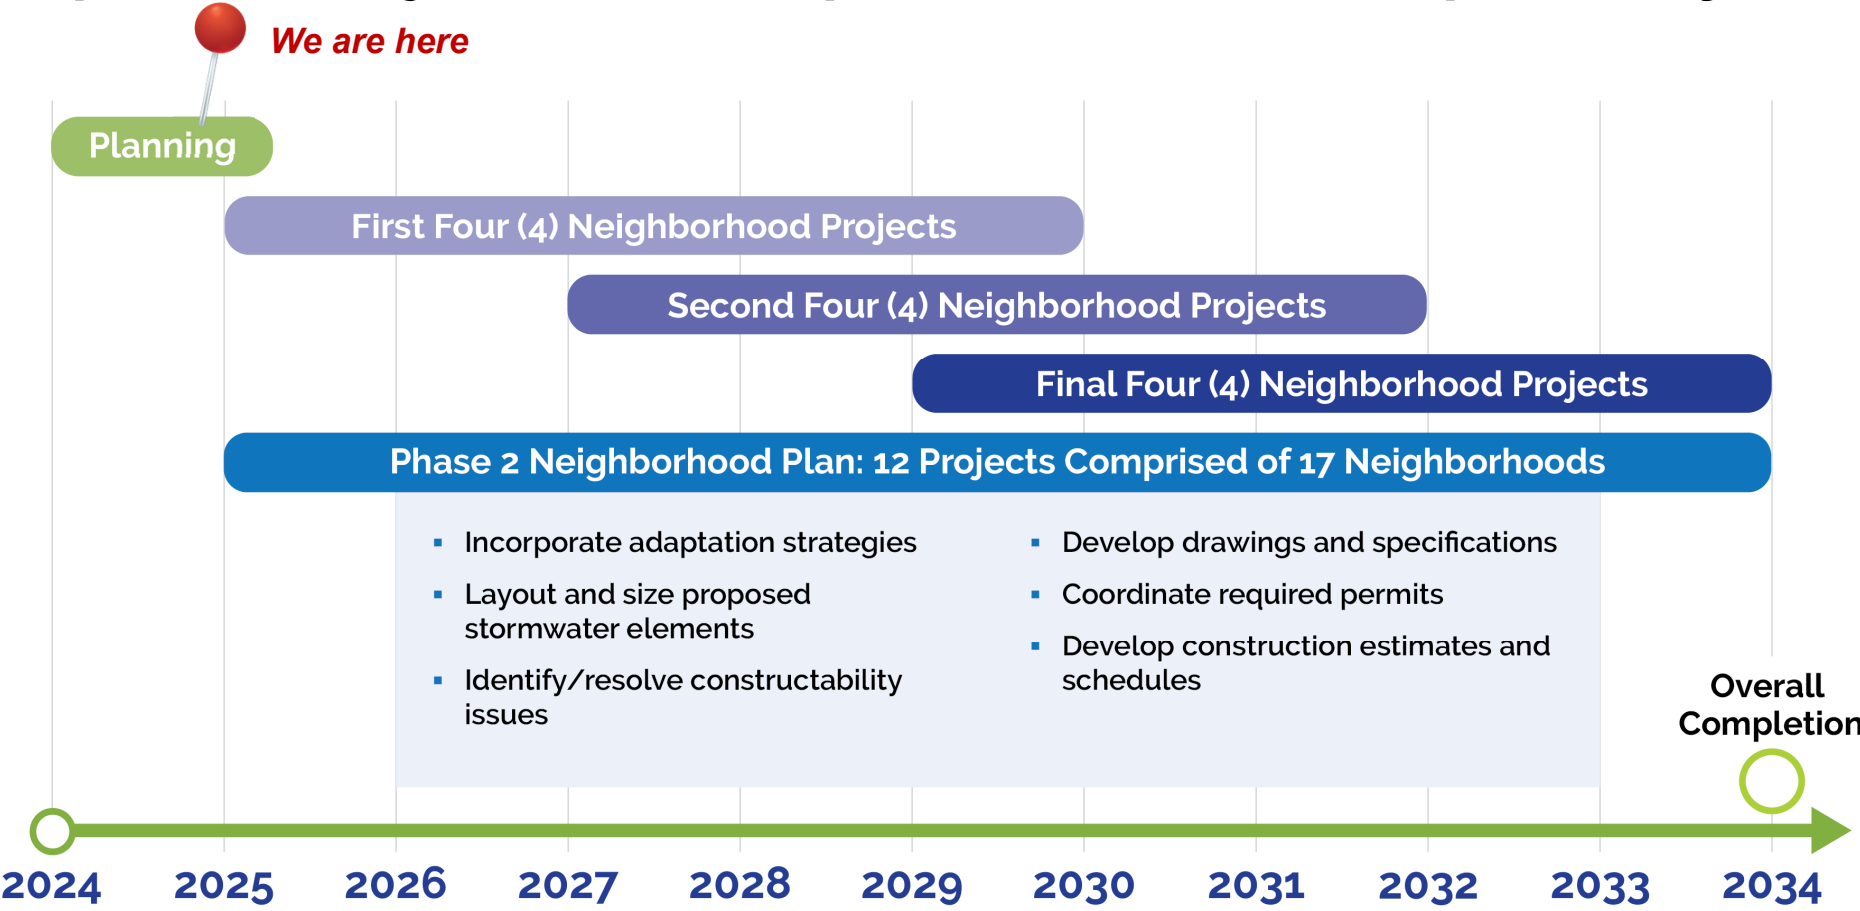 We are here
Planning
First Four (4) Neighborhood Projects
Second Four (4) Neighborhood Projects
Final Four (4) Neighborhood Projects
Phase 2 Neighborhood Plan: 12 Projects Comprised of 17 Neighborhoods
▪ Incorporate adaptation strategies
▪ Layout and size proposed
stormwater elements
▪ Identify/resolve constructability
issues
▪ Develop drawings and specifications
▪ Coordinate required permits
▪ Develop construction estimates and
schedules
Overall
Completion
2024 2025 2026 2027 2028 2029 2030 2031 2032 2033 2034